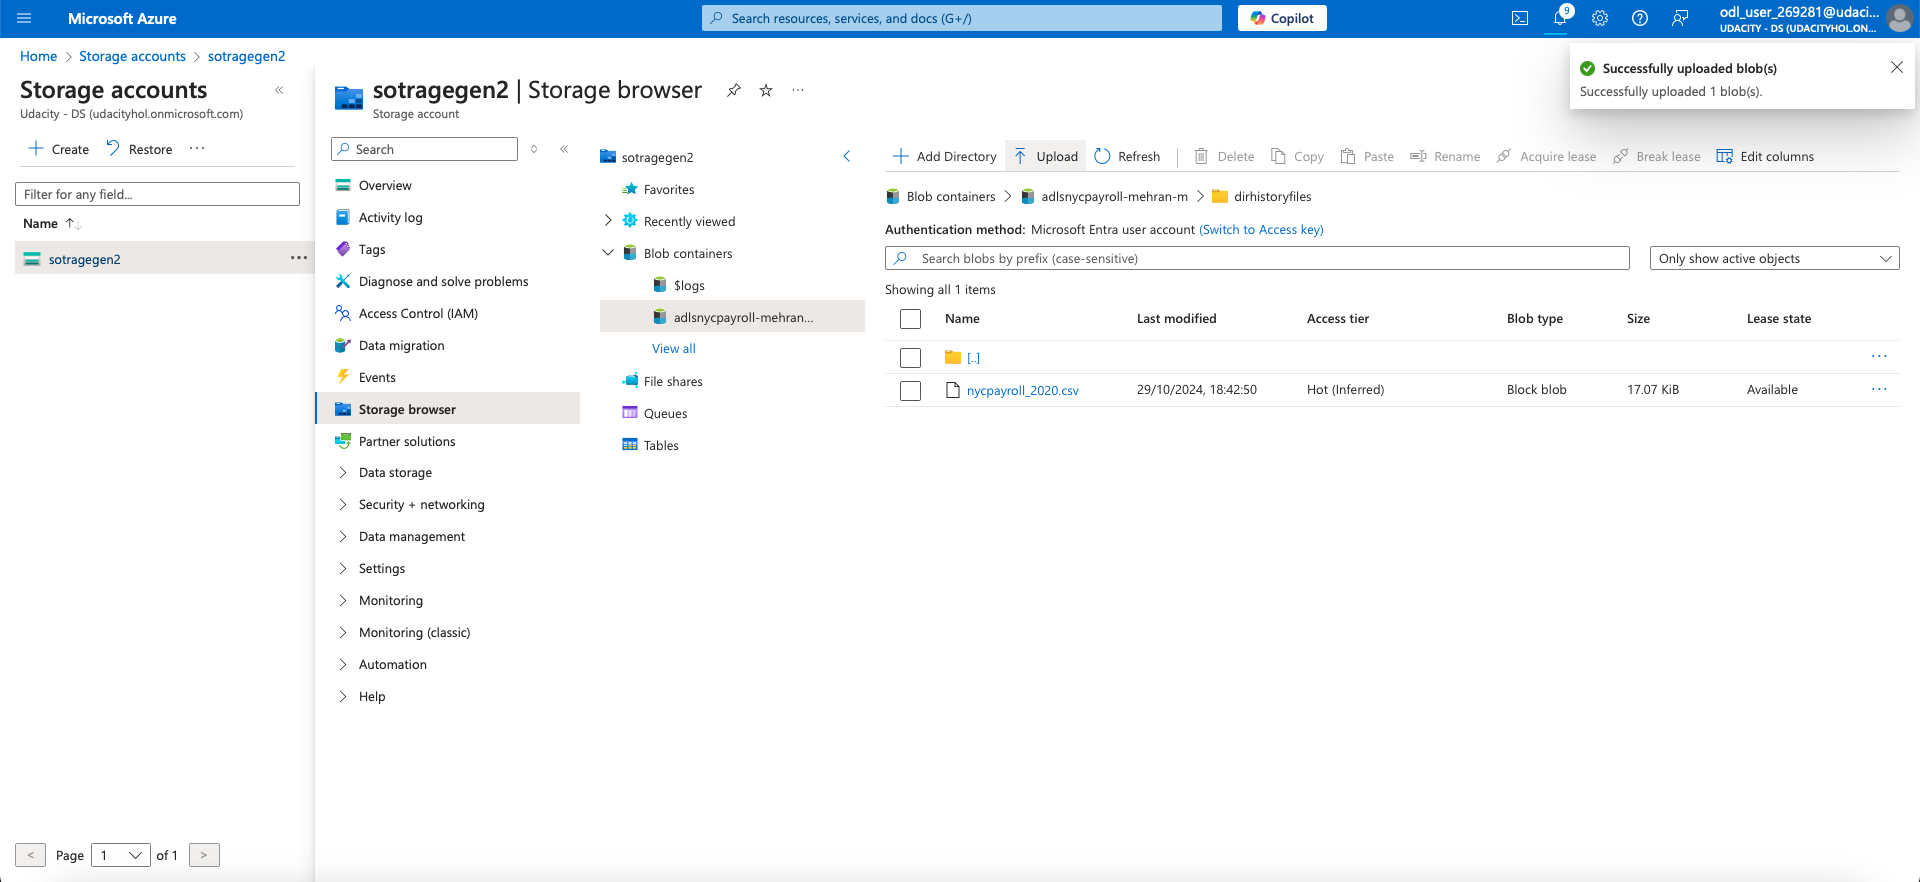 Microsoft Azure
Search resources, services, and docs (G+/)
Copilot
9
odl_user_269281@udaci...
UDACITY - DS (UDACITYHOL.ON...
Home > Storage accounts > sotragegen2
Successfully uploaded blob(s)
Successfully uploaded 1 blob(s).
Storage accounts
Udacity - DS (udacityhol.onmicrosoft.com)
Create
Restore
Filter for any field...
Name
sotragegen2
Page 1 of 1
sotragegen2 | Storage browser
Storage account
Search
Overview
Activity log
Tags
Diagnose and solve problems
Access Control (IAM)
Data migration
Events
Storage browser
Partner solutions
Data storage
Security + networking
Data management
Settings
Monitoring
Monitoring (classic)
Automation
Help
sotragegen2
Favorites
Recently viewed
Blob containers
$logs
adlsnycpayroll-mehran...
View all
File shares
Queues
Tables
Add Directory
Upload
Refresh
Delete
Copy
Paste
Rename
Acquire lease
Break lease
Edit columns
Blob containers > adlsnycpayroll-mehran-m > dirhistoryfiles
Authentication method: Microsoft Entra user account (Switch to Access key)
Search blobs by prefix (case-sensitive)
Only show active objects
Showing all 1 items
Name Last modified Access tier Blob type Size Lease state
[..]
nycpayroll_2020.csv 29/10/2024, 18:42:50 Hot (Inferred) Block blob 17.07 KiB Available